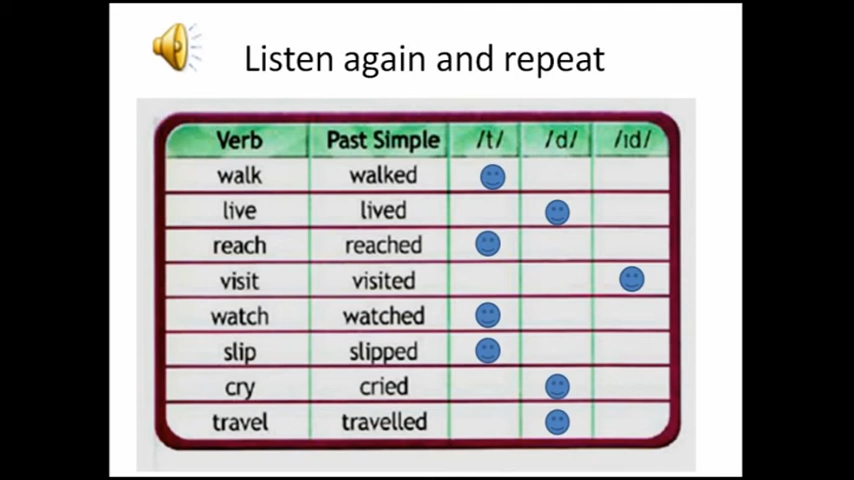 Listen again and repeat
Verb Past Simple /t/ /d/ /ɪd/
walk walked
live lived
reach reached
visit visited
watch watched
slip slipped
cry cried
travel travelled